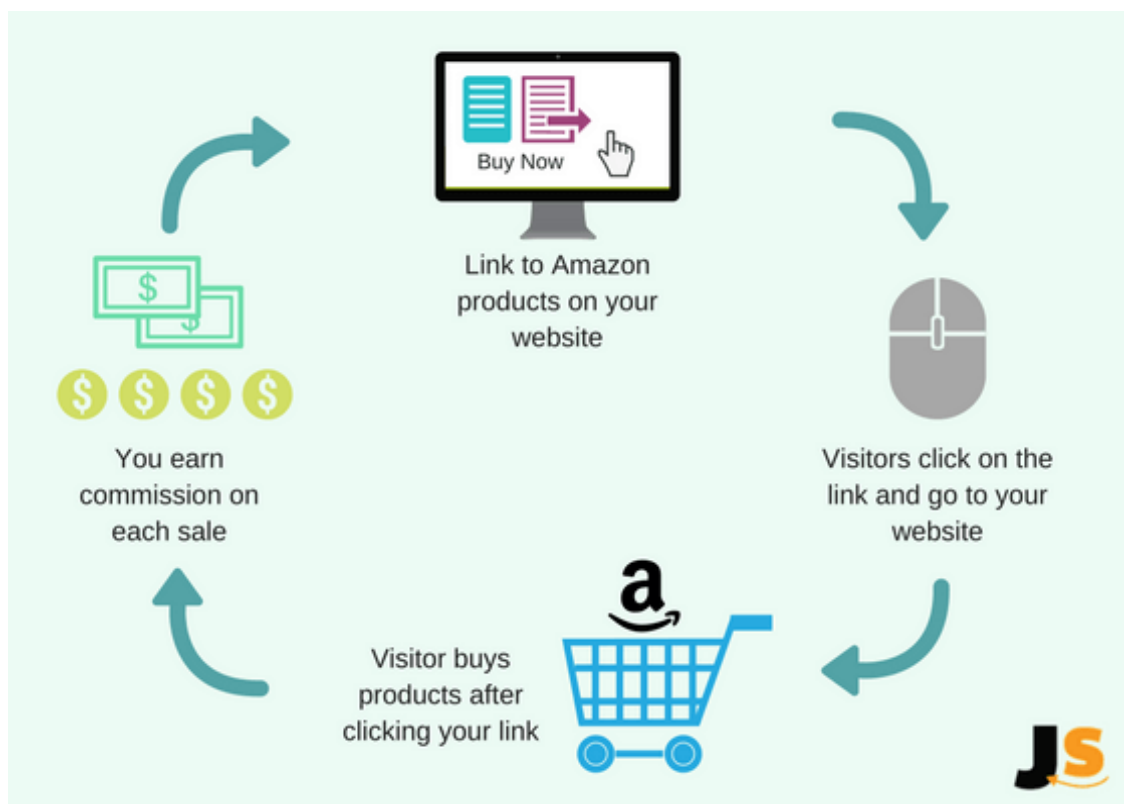 Buy Now
Link to Amazon
products on your
website
Visitors click on the
link and go to your
website
Visitor buys
products after
clicking your link
You earn
commission on
each sale
$
$
$ $ $ $
a
JS